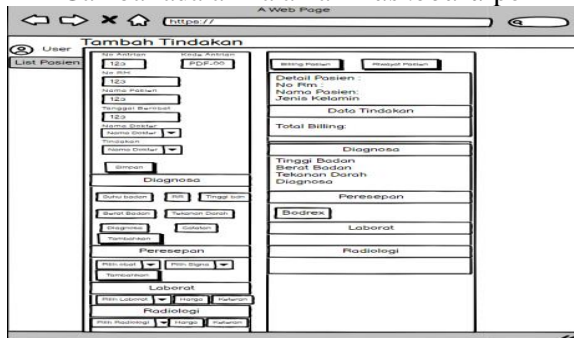 A Web Page
https://
User
List Pasien
Tambah Tindakan
No Antrian
Kode Antrian
123
PDF-00
No RM
123
Nama Pasien
123
Tanggal Berobat
123
Nama Dokter
Nama Dokter
Tindakan
Nama Dokter
Simpan
Diagnosa
Suhu badan
RR
Tinggi ban
Berat Badan
Tekanan Darah
Diagnosa
Catatan
Tambahkan
Peresepan
Pilih obat
Pilih Signa
Tambahkan
Laborat
Pilih Laborat
Harga
Keteran
Radiologi
Pilih Radiologi
Harga
Keteran
Billing Pasien
Riwayat Pasien
Detail Pasien :
No Rm :
Nama Pasien:
Jenis Kelamin
Data Tindakan
Total Billing:
Diagnosa
Tinggi Badan
Berat Badan
Tekanan Darah
Diagnosa
Peresepan
Bodrex
Laborat
Radiologi